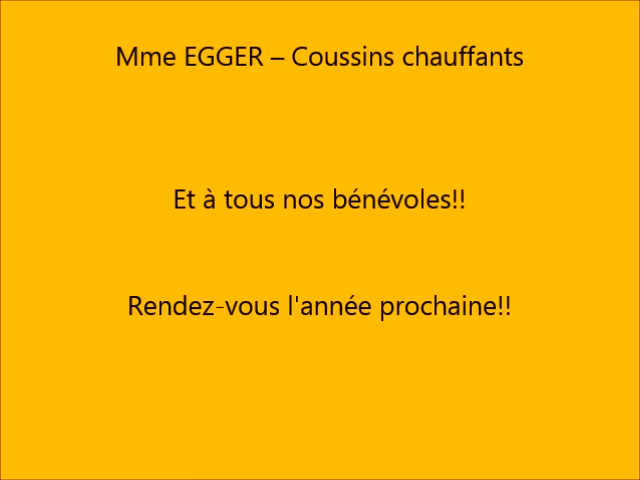 Mme EGGER – Coussins chauffants
Et à tous nos bénévoles!!
Rendez-vous l'année prochaine!!